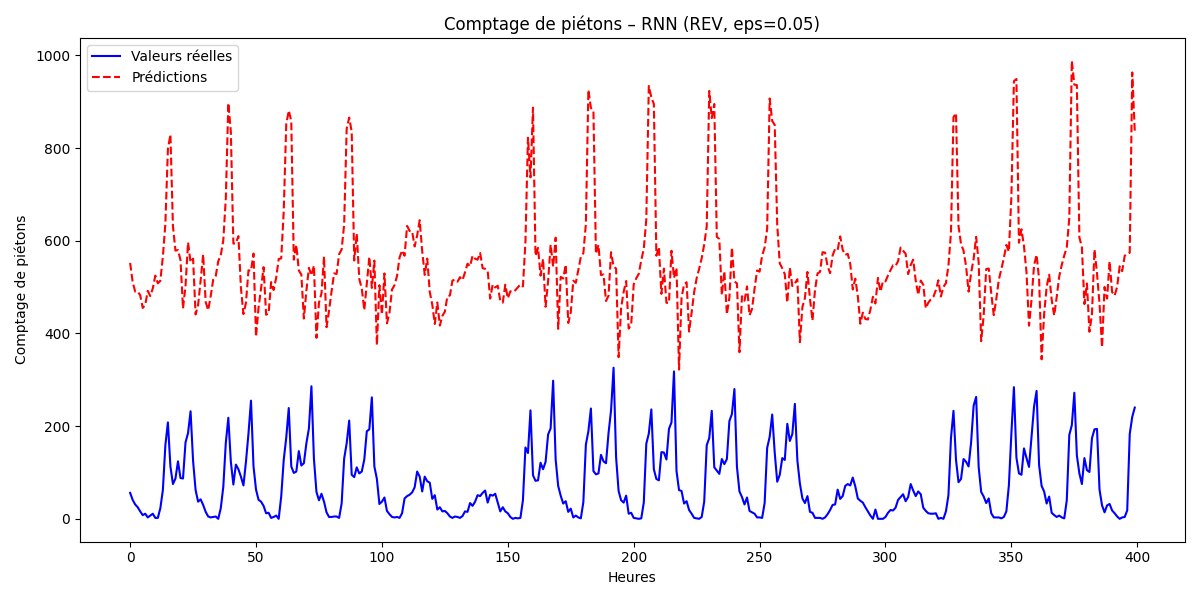 Comptage de piétons – RNN (REV, eps=0.05)
Valeurs réelles
Prédictions
Comptage de piétons
1000
800
600
400
200
0
0 50 100 150 200 250 300 350 400
Heures